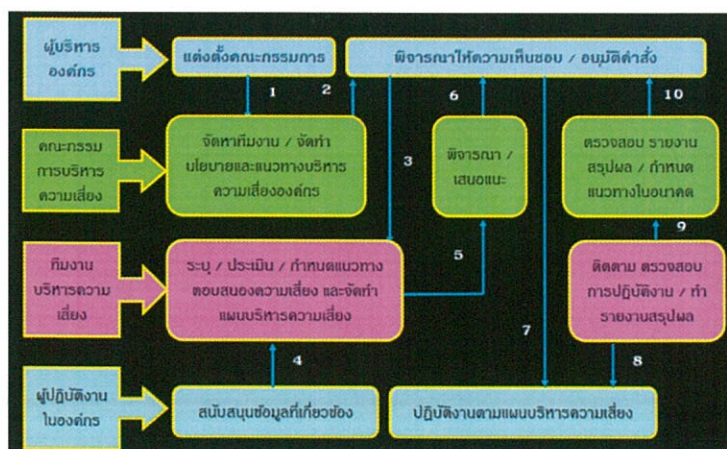 ผู้บริหาร
องค์กร
แต่งตั้งคณะกรรมการ
พิจารณาให้ความเห็นชอบ / อนุมัติคำสั่ง
1
2
6
10
คณะกรรม
การบริหาร
ความเสี่ยง
จัดหาทีมงาน / จัดทำ
นโยบายและแนวทางบริหาร
ความเสี่ยงองค์กร
3
พิจารณา /
เสนอแนะ
ตรวจสอบ รายงาน
สรุปผล / กำหนด
แนวทางในอนาคต
9
ทีมงาน
บริหารความ
เสี่ยง
ระบุ / ประเมิน / กำหนดแนวทาง
ตอบสนองความเสี่ยง และจัดทำ
แผนบริหารความเสี่ยง
5
ติดตาม ตรวจสอบ
การปฏิบัติงาน / ทำ
รายงานสรุปผล
7
4
8
ผู้ปฏิบัติงาน
ในองค์กร
สนับสนุนข้อมูลที่เกี่ยวข้อง
ปฏิบัติงานตามแผนบริหารความเสี่ยง